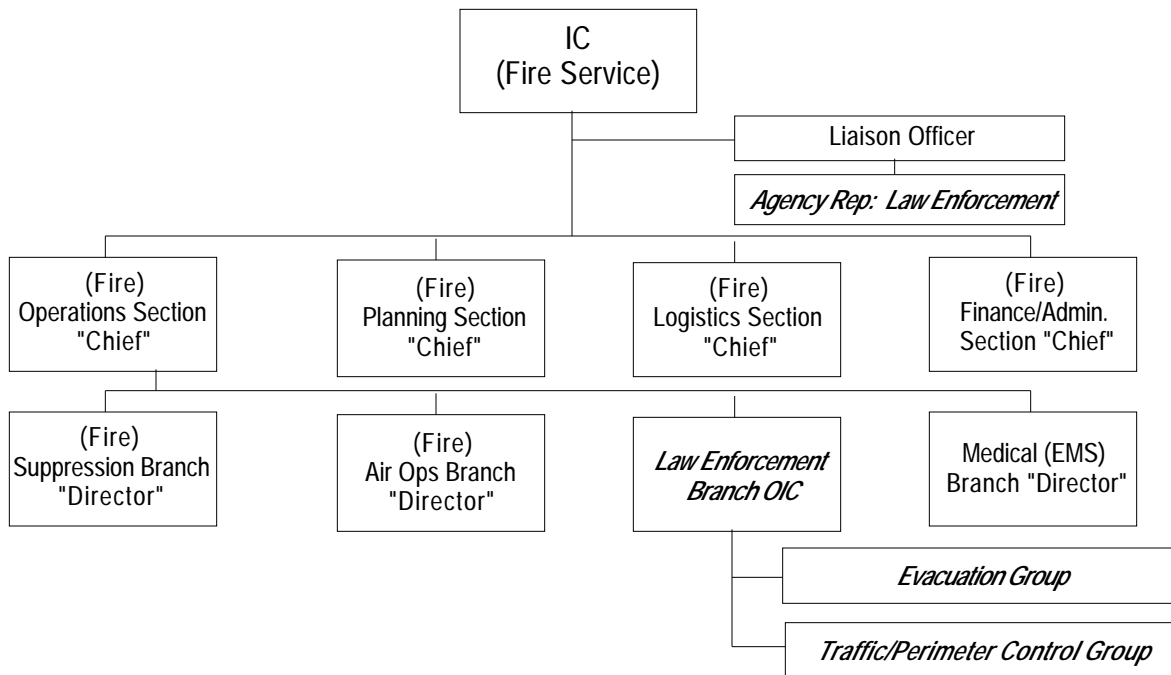 IC
(Fire Service)
Liaison Officer
Agency Rep: Law Enforcement
(Fire)
Operations Section
"Chief"
(Fire)
Planning Section
"Chief"
(Fire)
Logistics Section
"Chief"
(Fire)
Finance/Admin.
Section "Chief"
(Fire)
Suppression Branch
"Director"
(Fire)
Air Ops Branch
"Director"
Law Enforcement
Branch OIC
Medical (EMS)
Branch "Director"
Evacuation Group
Traffic/Perimeter Control Group